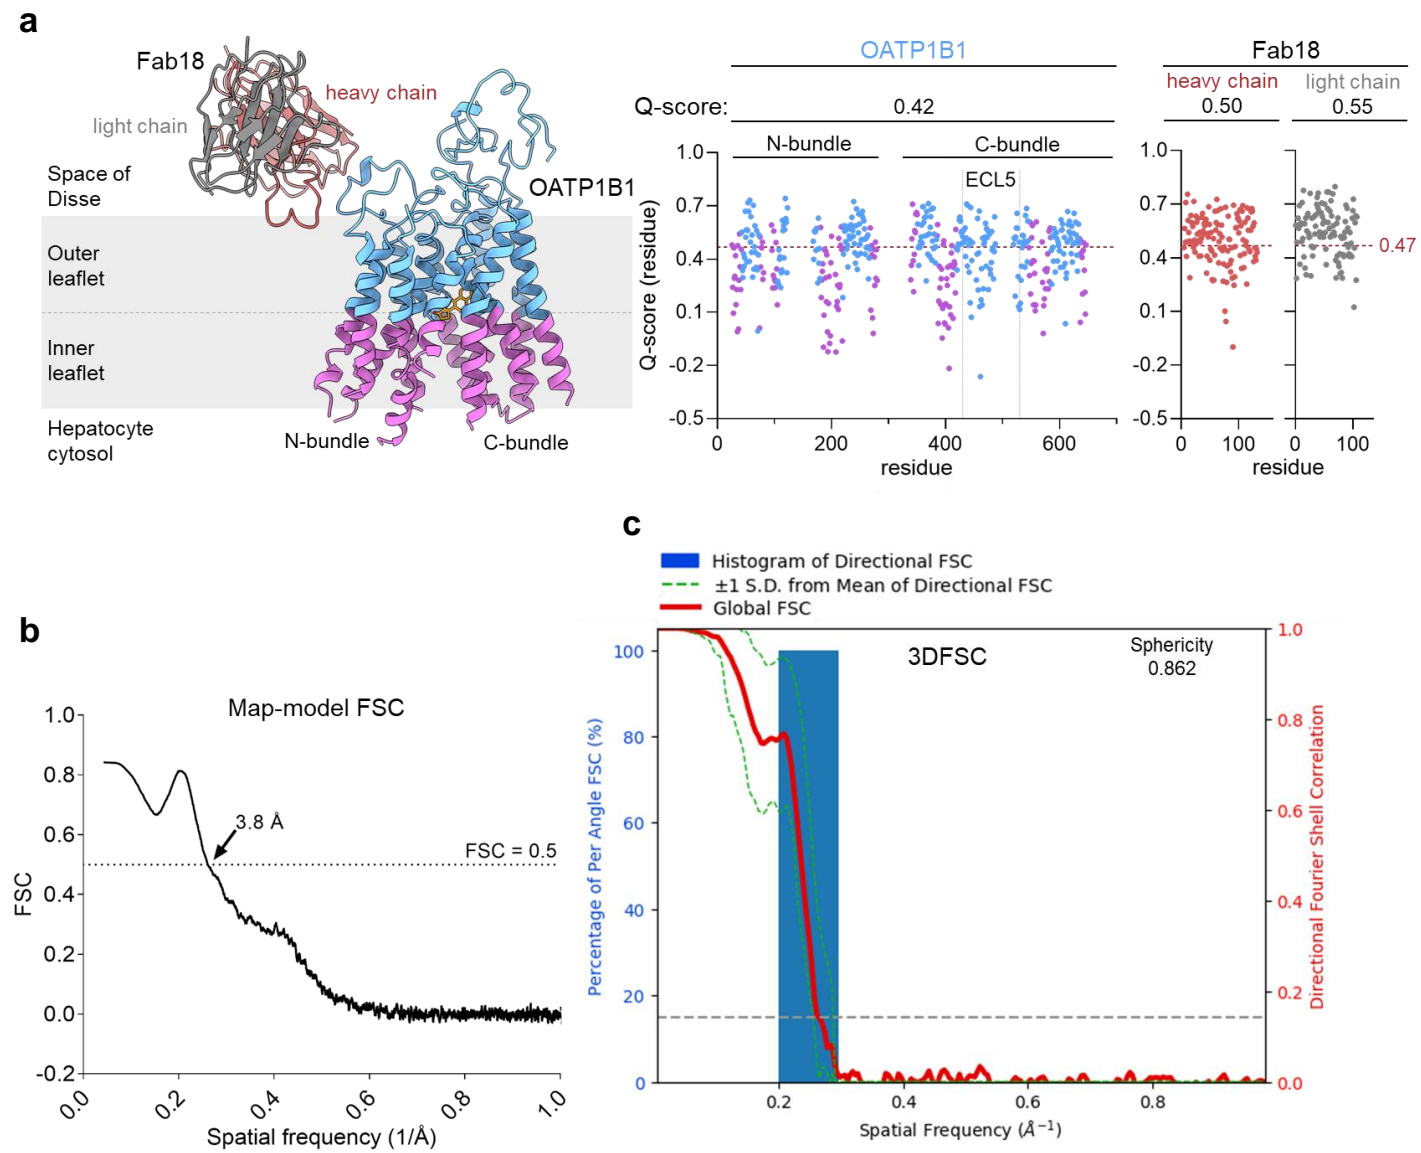 a
Fab18
heavy chain
light chain
Space of
Disse
OATP1B1
Outer
leaflet
Inner
leaflet
Hepatocyte
cytosol
N-bundle
C-bundle
OATP1B1
Fab18
heavy chain
light chain
Q-score:
0.42
0.50
0.55
N-bundle
C-bundle
ECL5
Q-score (residue)
1.0
0.7
0.4
0.1
-0.2
-0.5
0
200
400
600
residue
1.0
0.7
0.4
0.1
-0.2
-0.5
0
100
0
100
residue
0.47
b
Map-model FSC
3.8 Å
FSC = 0.5
FSC
1.0
0.8
0.6
0.4
0.2
0.0
-0.2
0.0
0.2
0.4
0.6
0.8
1.0
Spatial frequency (1/Å)
c
Histogram of Directional FSC
±1 S.D. from Mean of Directional FSC
Global FSC
3DFSC
Sphericity
0.862
Percentage of Per Angle FSC (%)
100
80
60
40
20
0
0.2
0.4
0.6
0.8
Spatial Frequency (Å⁻¹)
1.0
0.8
0.6
0.4
0.2
0.0
Directional Fourier Shell Correlation